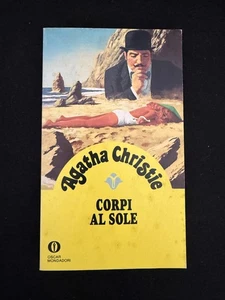 Agatha Christie
CORPI
AL SOLE
OSCAR
MONDADORI